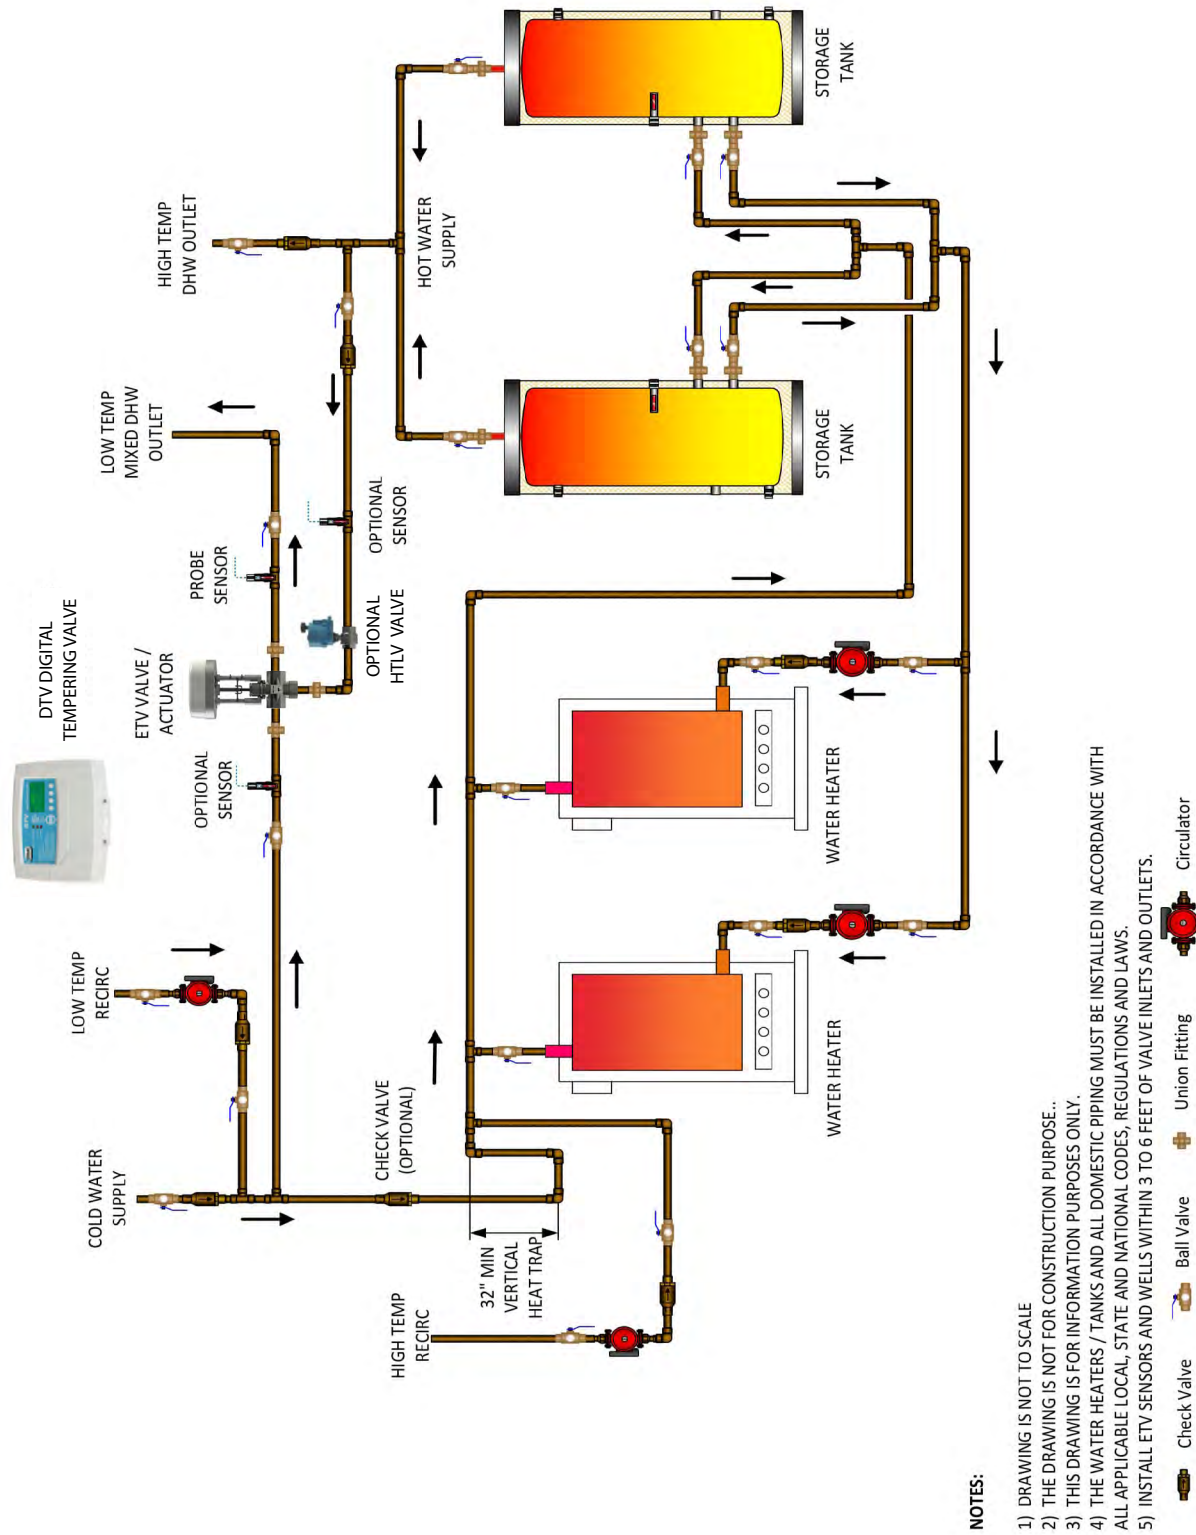 DTV DIGITAL
TEMPERING VALVE
COLD WATER
SUPPLY
LOW TEMP
RECIRC
OPTIONAL
SENSOR
ETV VALVE /
ACTUATOR
PROBE
SENSOR
LOW TEMP
MIXED DHW
OUTLET
HIGH TEMP
DHW OUTLET
HIGH TEMP
RECIRC
32" MIN
VERTICAL
HEAT TRAP
CHECK VALVE
(OPTIONAL)
OPTIONAL
HTLV VALVE
OPTIONAL
SENSOR
HOT WATER
SUPPLY
WATER HEATER
WATER HEATER
STORAGE
TANK
STORAGE
TANK
NOTES:
1) DRAWING IS NOT TO SCALE
2) THE DRAWING IS NOT FOR CONSTRUCTION PURPOSE..
3) THIS DRAWING IS FOR INFORMATION PURPOSES ONLY.
4) THE WATER HEATERS / TANKS AND ALL DOMESTIC PIPING MUST BE INSTALLED IN ACCORDANCE WITH
ALL APPLICABLE LOCAL, STATE AND NATIONAL CODES, REGULATIONS AND LAWS.
5) INSTALL ETV SENSORS AND WELLS WITHIN 3 TO 6 FEET OF VALVE INLETS AND OUTLETS.
Check Valve
Ball Valve
Union Fitting
Circulator